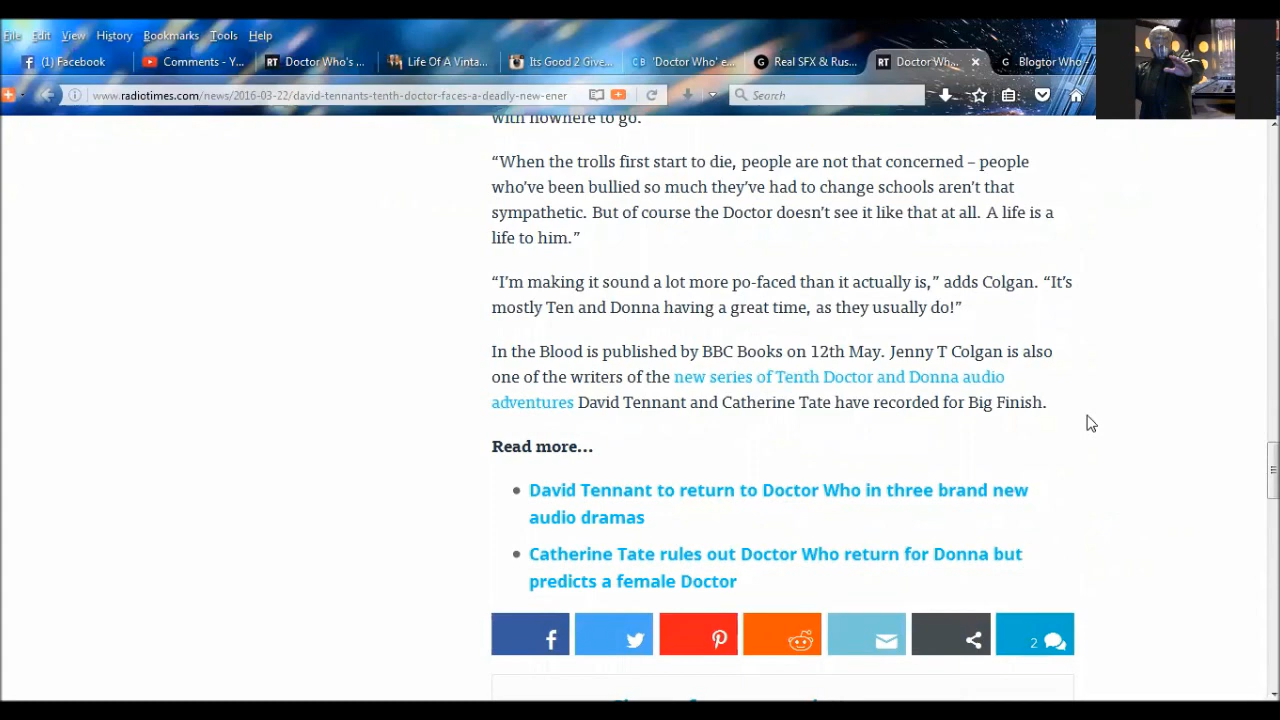 File Edit View History Bookmarks Tools Help
(1) Facebook
Comments - Y...
RT Doctor Who's ...
Life Of A Vinta...
Its Good 2 Give...
CB 'Doctor Who' e...
G Real SFX & Rus...
RT Doctor Wh...
G Blogtor Who -
www.radiotimes.com/news/2016-03-22/david-tennants-tenth-doctor-faces-a-deadly-new-ener
Search
with nowhere to go.
“When the trolls first start to die, people are not that concerned – people
who’ve been bullied so much they’ve had to change schools aren’t that
sympathetic. But of course the Doctor doesn’t see it like that at all. A life is a
life to him.”
“I’m making it sound a lot more po-faced than it actually is,” adds Colgan. “It’s
mostly Ten and Donna having a great time, as they usually do!”
In the Blood is published by BBC Books on 12th May. Jenny T Colgan is also
one of the writers of the new series of Tenth Doctor and Donna audio
adventures David Tennant and Catherine Tate have recorded for Big Finish.
Read more...
David Tennant to return to Doctor Who in three brand new
audio dramas
Catherine Tate rules out Doctor Who return for Donna but
predicts a female Doctor
2